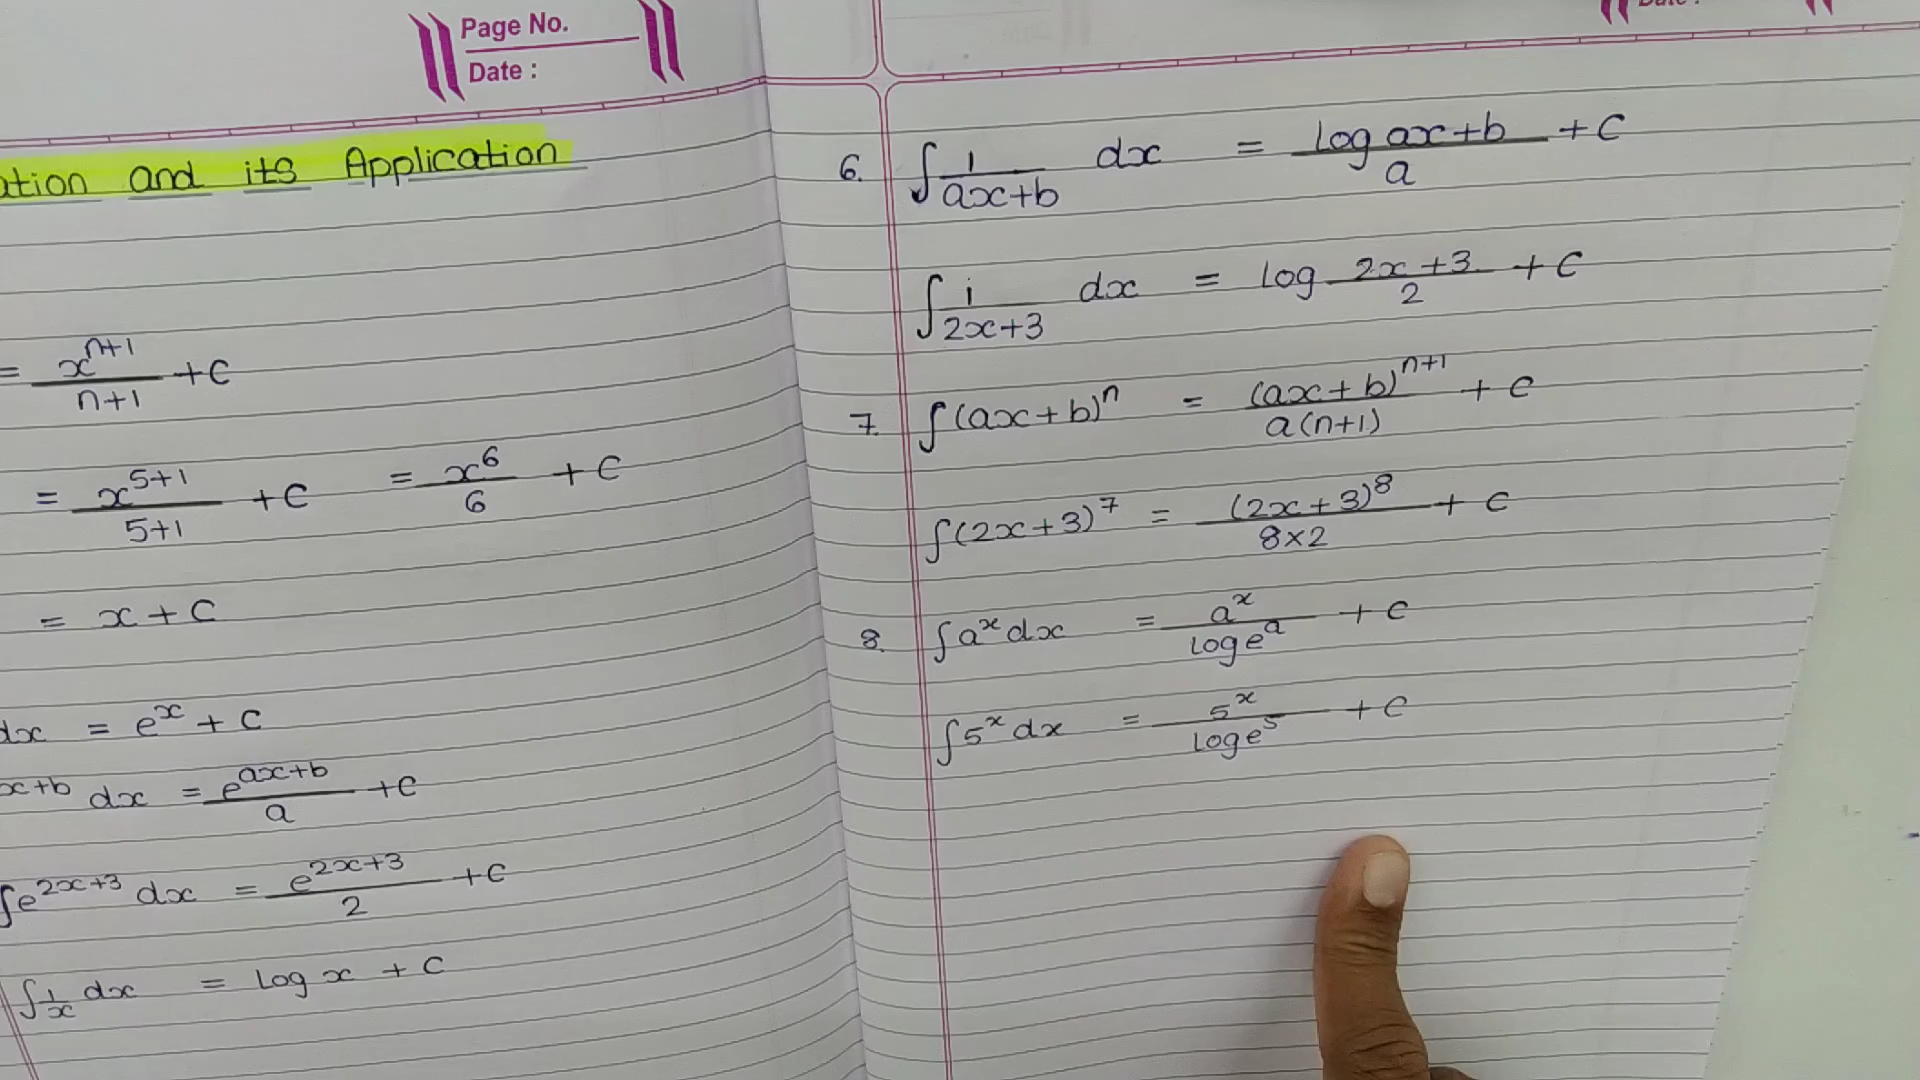 Page No.
Date :
ation and its Application
= x^(n+1) / (n+1) + C
= x^(5+1) / (5+1) + C = x^6 / 6 + C
= x + C
dx = e^x + C
x+b dx = e^(ax+b) / a + C
∫e^(2x+3) dx = e^(2x+3) / 2 + C
∫ 1/x dx = log x + C
6. ∫ 1/(ax+b) dx = (log ax+b) / a + C
∫ 1/(2x+3) dx = log (2x+3)/2 + C
7. ∫(ax+b)^n = (ax+b)^(n+1) / a(n+1) + C
∫(2x+3)^7 = (2x+3)^8 / 8×2 + C
8. ∫a^x dx = a^x / loge^a + C
∫5^x dx = 5^x / loge^5 + C